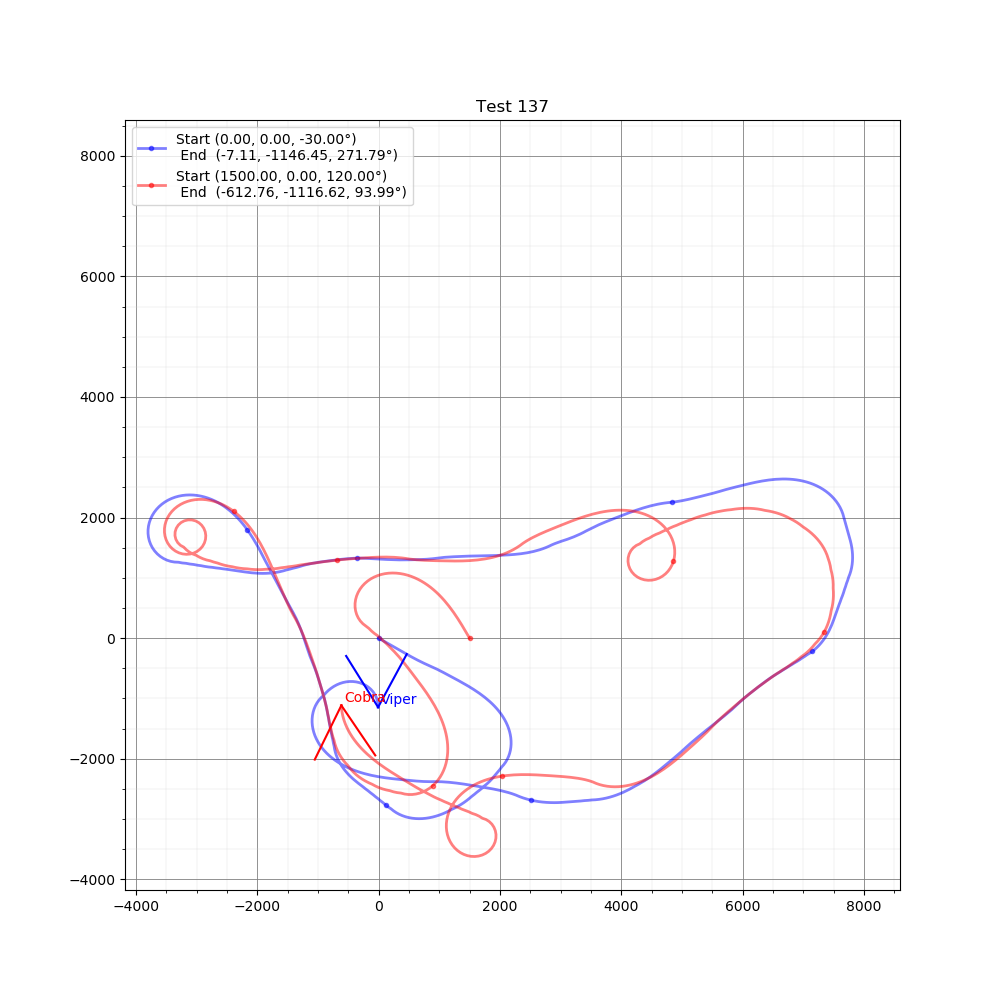 Test 137
Start (0.00, 0.00, -30.00°)
End  (-7.11, -1146.45, 271.79°)
Start (1500.00, 0.00, 120.00°)
End  (-612.76, -1116.62, 93.99°)
8000
6000
4000
2000
0
−2000
−4000
Cobra
Viper
−4000 −2000 0 2000 4000 6000 8000